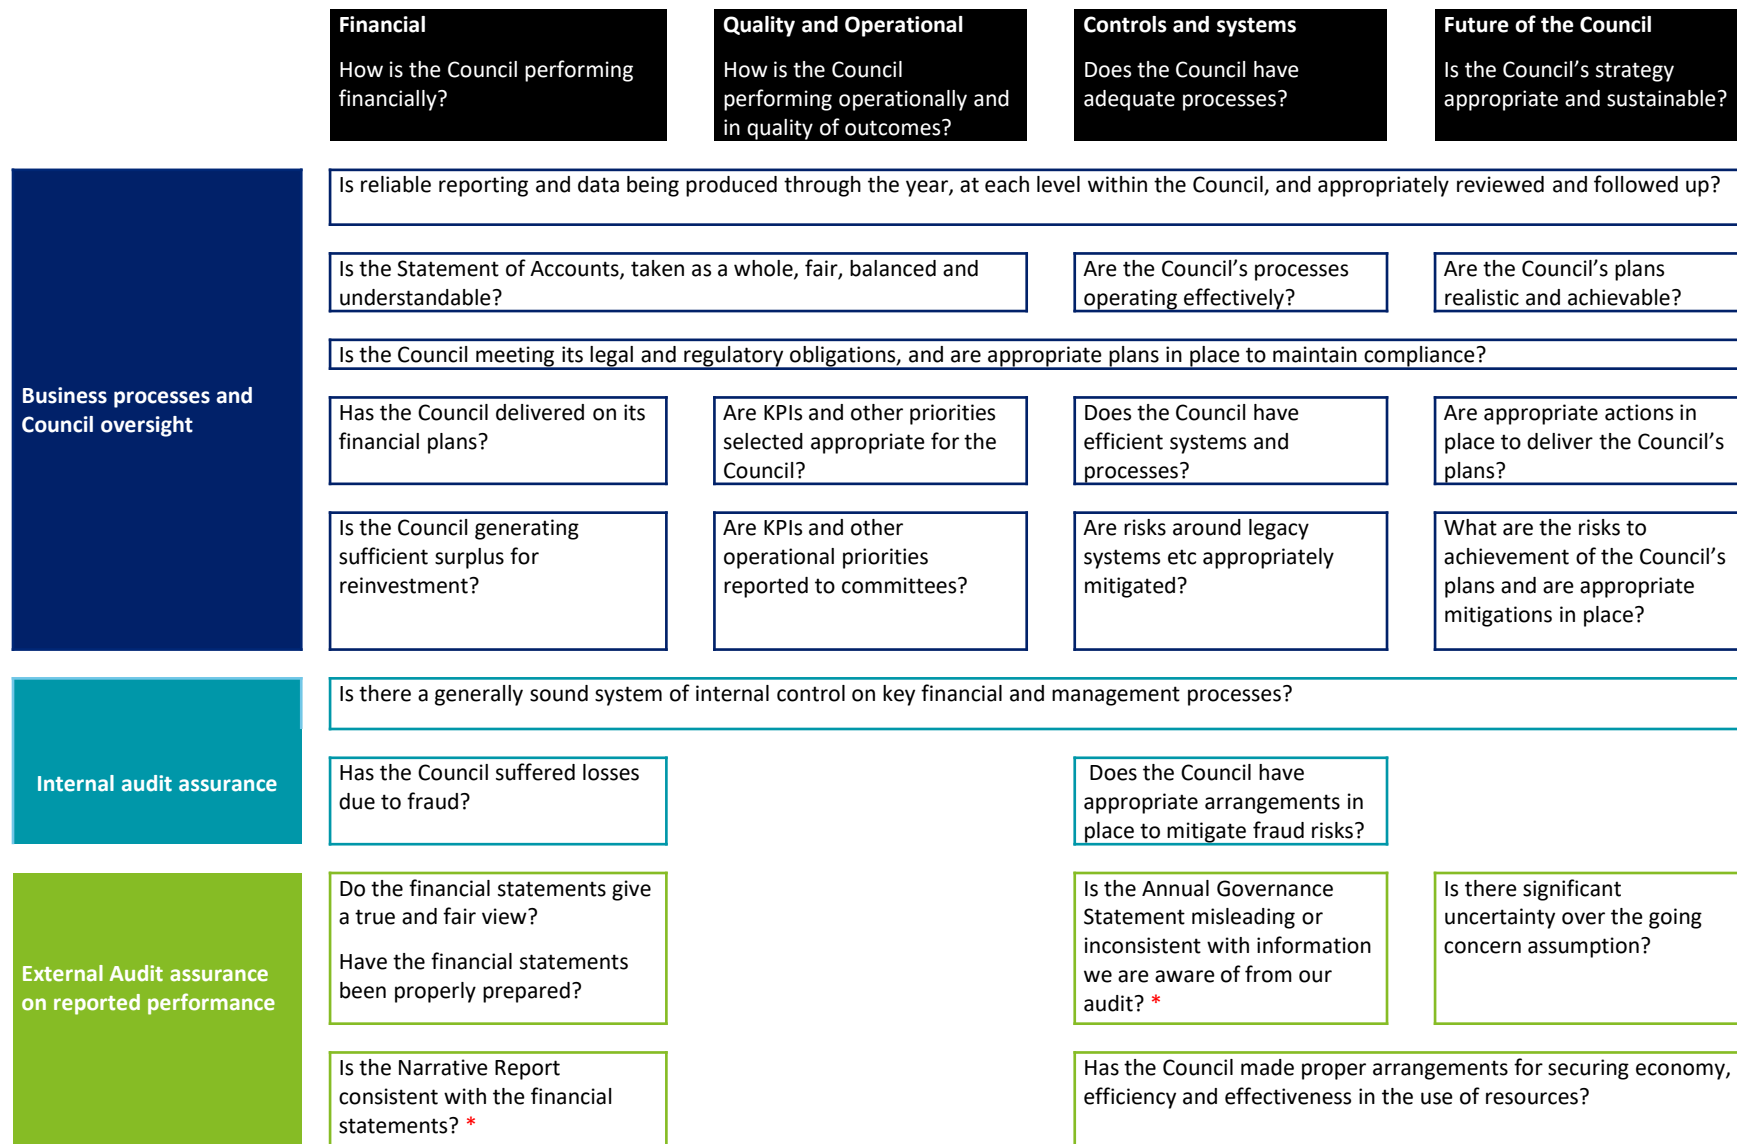 Financial
How is the Council performing
financially?
Quality and Operational
How is the Council
performing operationally and
in quality of outcomes?
Controls and systems
Does the Council have
adequate processes?
Future of the Council
Is the Council’s strategy
appropriate and sustainable?
Business processes and
Council oversight
Is reliable reporting and data being produced through the year, at each level within the Council, and appropriately reviewed and followed up?
Is the Statement of Accounts, taken as a whole, fair, balanced and
understandable?
Are the Council’s processes
operating effectively?
Are the Council’s plans
realistic and achievable?
Is the Council meeting its legal and regulatory obligations, and are appropriate plans in place to maintain compliance?
Has the Council delivered on its
financial plans?
Are KPIs and other priorities
selected appropriate for the
Council?
Does the Council have
efficient systems and
processes?
Are appropriate actions in
place to deliver the Council’s
plans?
Is the Council generating
sufficient surplus for
reinvestment?
Are KPIs and other
operational priorities
reported to committees?
Are risks around legacy
systems etc appropriately
mitigated?
What are the risks to
achievement of the Council’s
plans and are appropriate
mitigations in place?
Internal audit assurance
Is there a generally sound system of internal control on key financial and management processes?
Has the Council suffered losses
due to fraud?
Does the Council have
appropriate arrangements in
place to mitigate fraud risks?
External Audit assurance
on reported performance
Do the financial statements give
a true and fair view?
Have the financial statements
been properly prepared?
Is the Annual Governance
Statement misleading or
inconsistent with information
we are aware of from our
audit? *
Is there significant
uncertainty over the going
concern assumption?
Is the Narrative Report
consistent with the financial
statements? *
Has the Council made proper arrangements for securing economy,
efficiency and effectiveness in the use of resources?